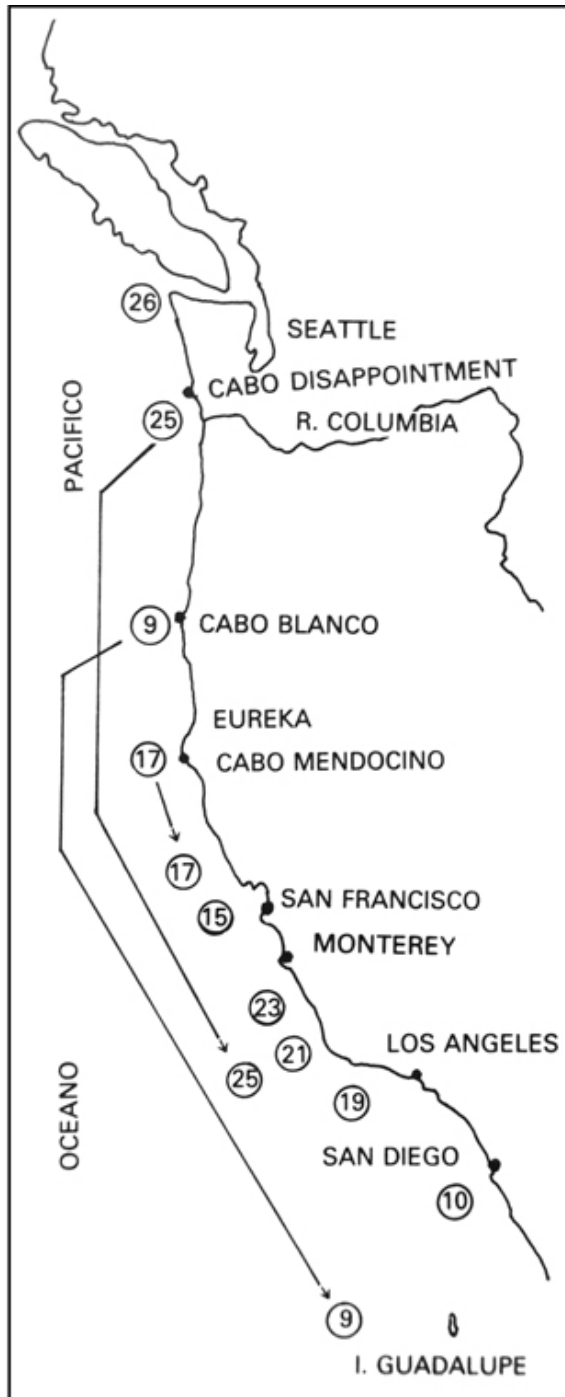 26
SEATTLE
CABO DISAPPOINTMENT
R. COLUMBIA
25
PACIFICO
9
CABO BLANCO
EUREKA
17
CABO MENDOCINO
17
15
SAN FRANCISCO
MONTEREY
23
21
LOS ANGELES
25
19
OCEANO
SAN DIEGO
10
9
I. GUADALUPE